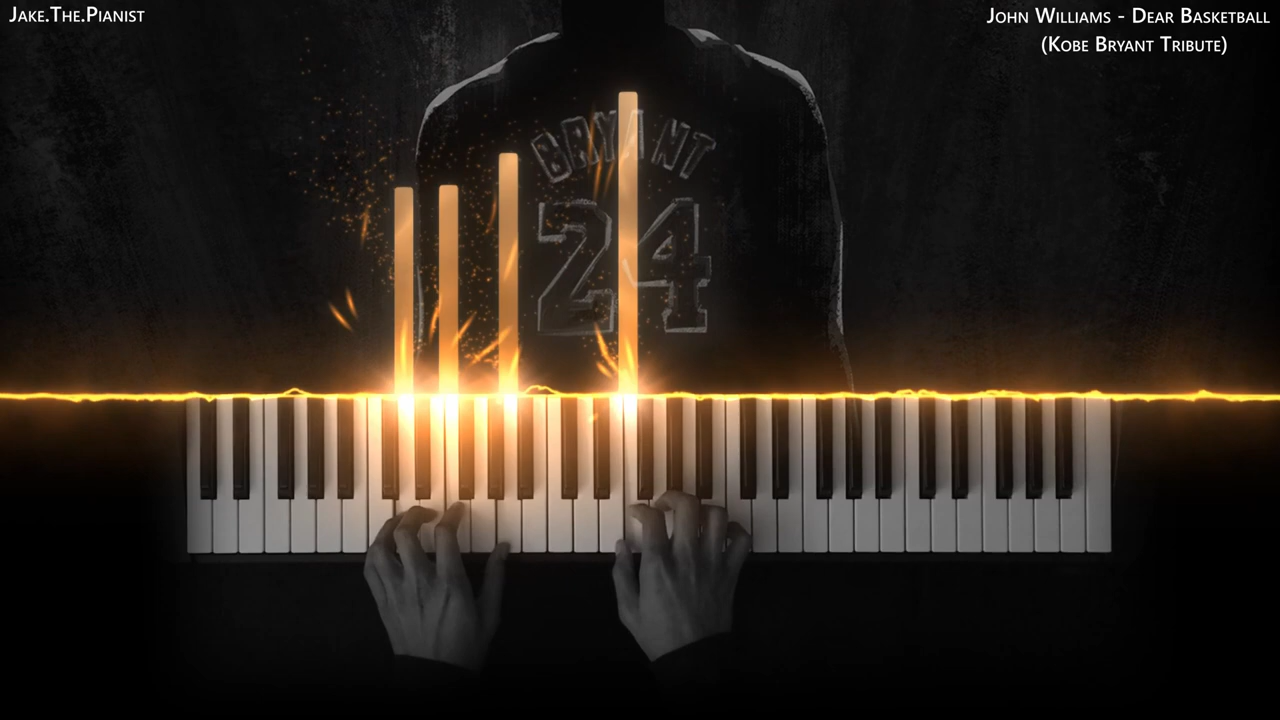 Jake.The.Pianist
John Williams - Dear Basketball
(Kobe Bryant Tribute)
BRYANT
24